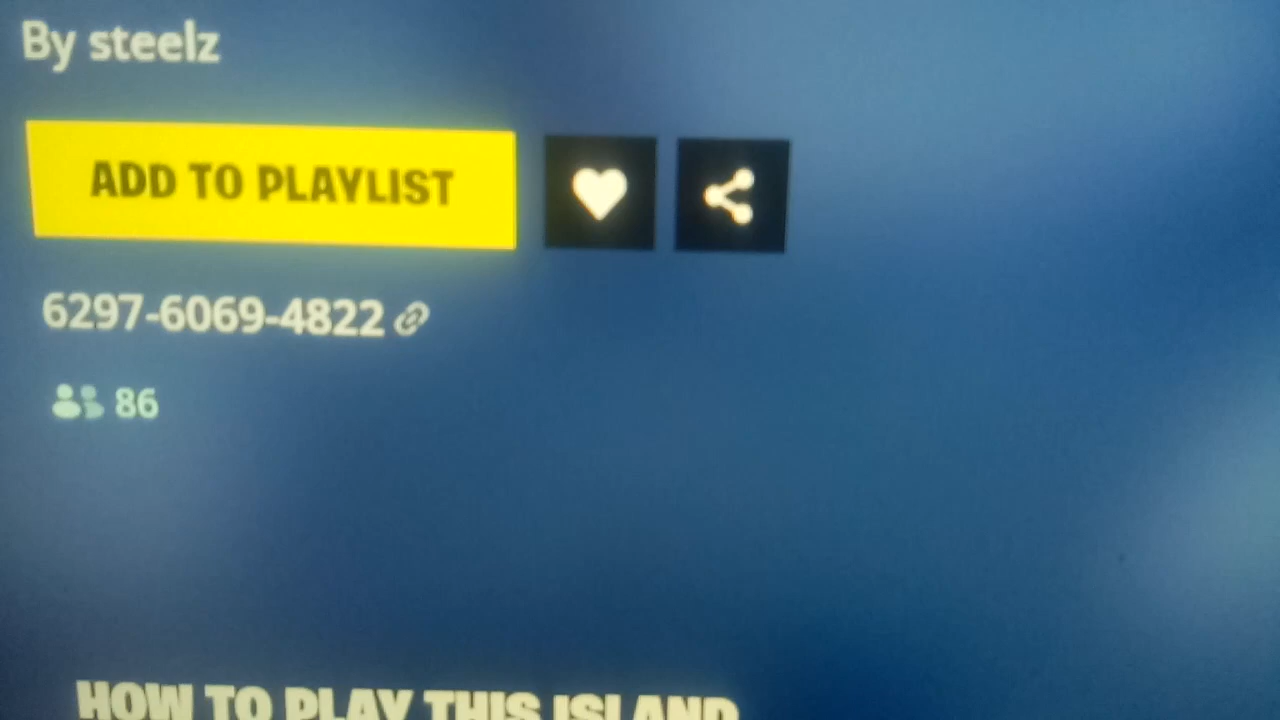 By steelz
ADD TO PLAYLIST
6297-6069-4822
86
HOW TO PLAY THIS ISLAND